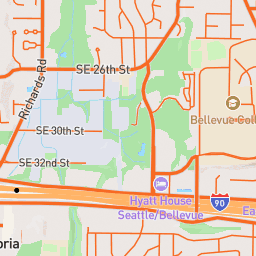 SE 26th St
Richards Rd
Bellevue Col
SE 30th St
SE 32nd St
Hyatt House
Seattle/Bellevue
90
Ea
oria